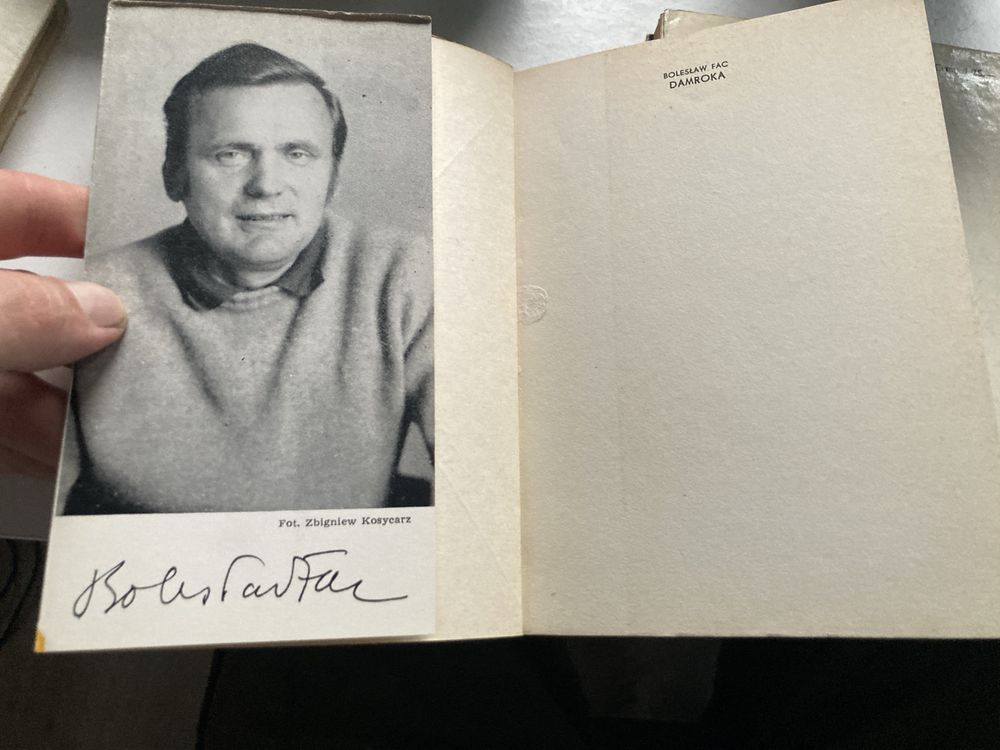 Fot. Zbigniew Kosycarz
Bolesław Fac
BOLESŁAW FAC
DAMROKA